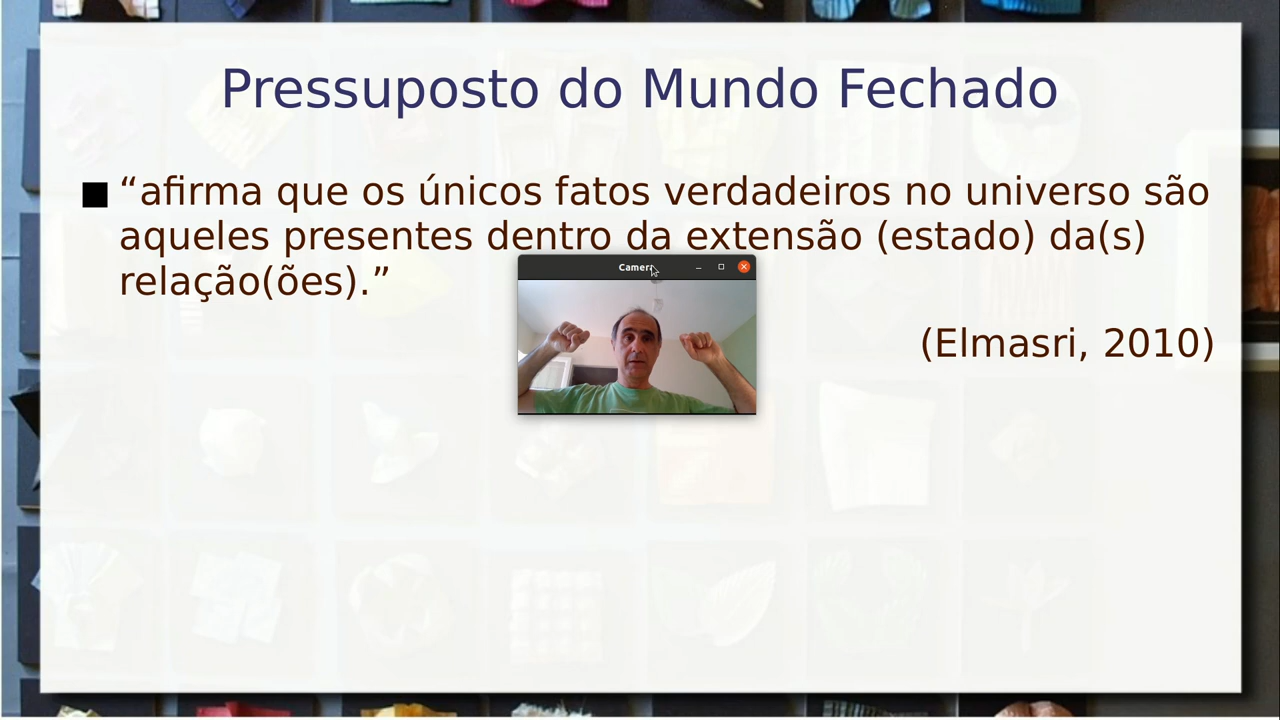 Pressuposto do Mundo Fechado
■ “afirma que os únicos fatos verdadeiros no universo são
aqueles presentes dentro da extensão (estado) da(s)
relação(ões).”
Camera
(Elmasri, 2010)